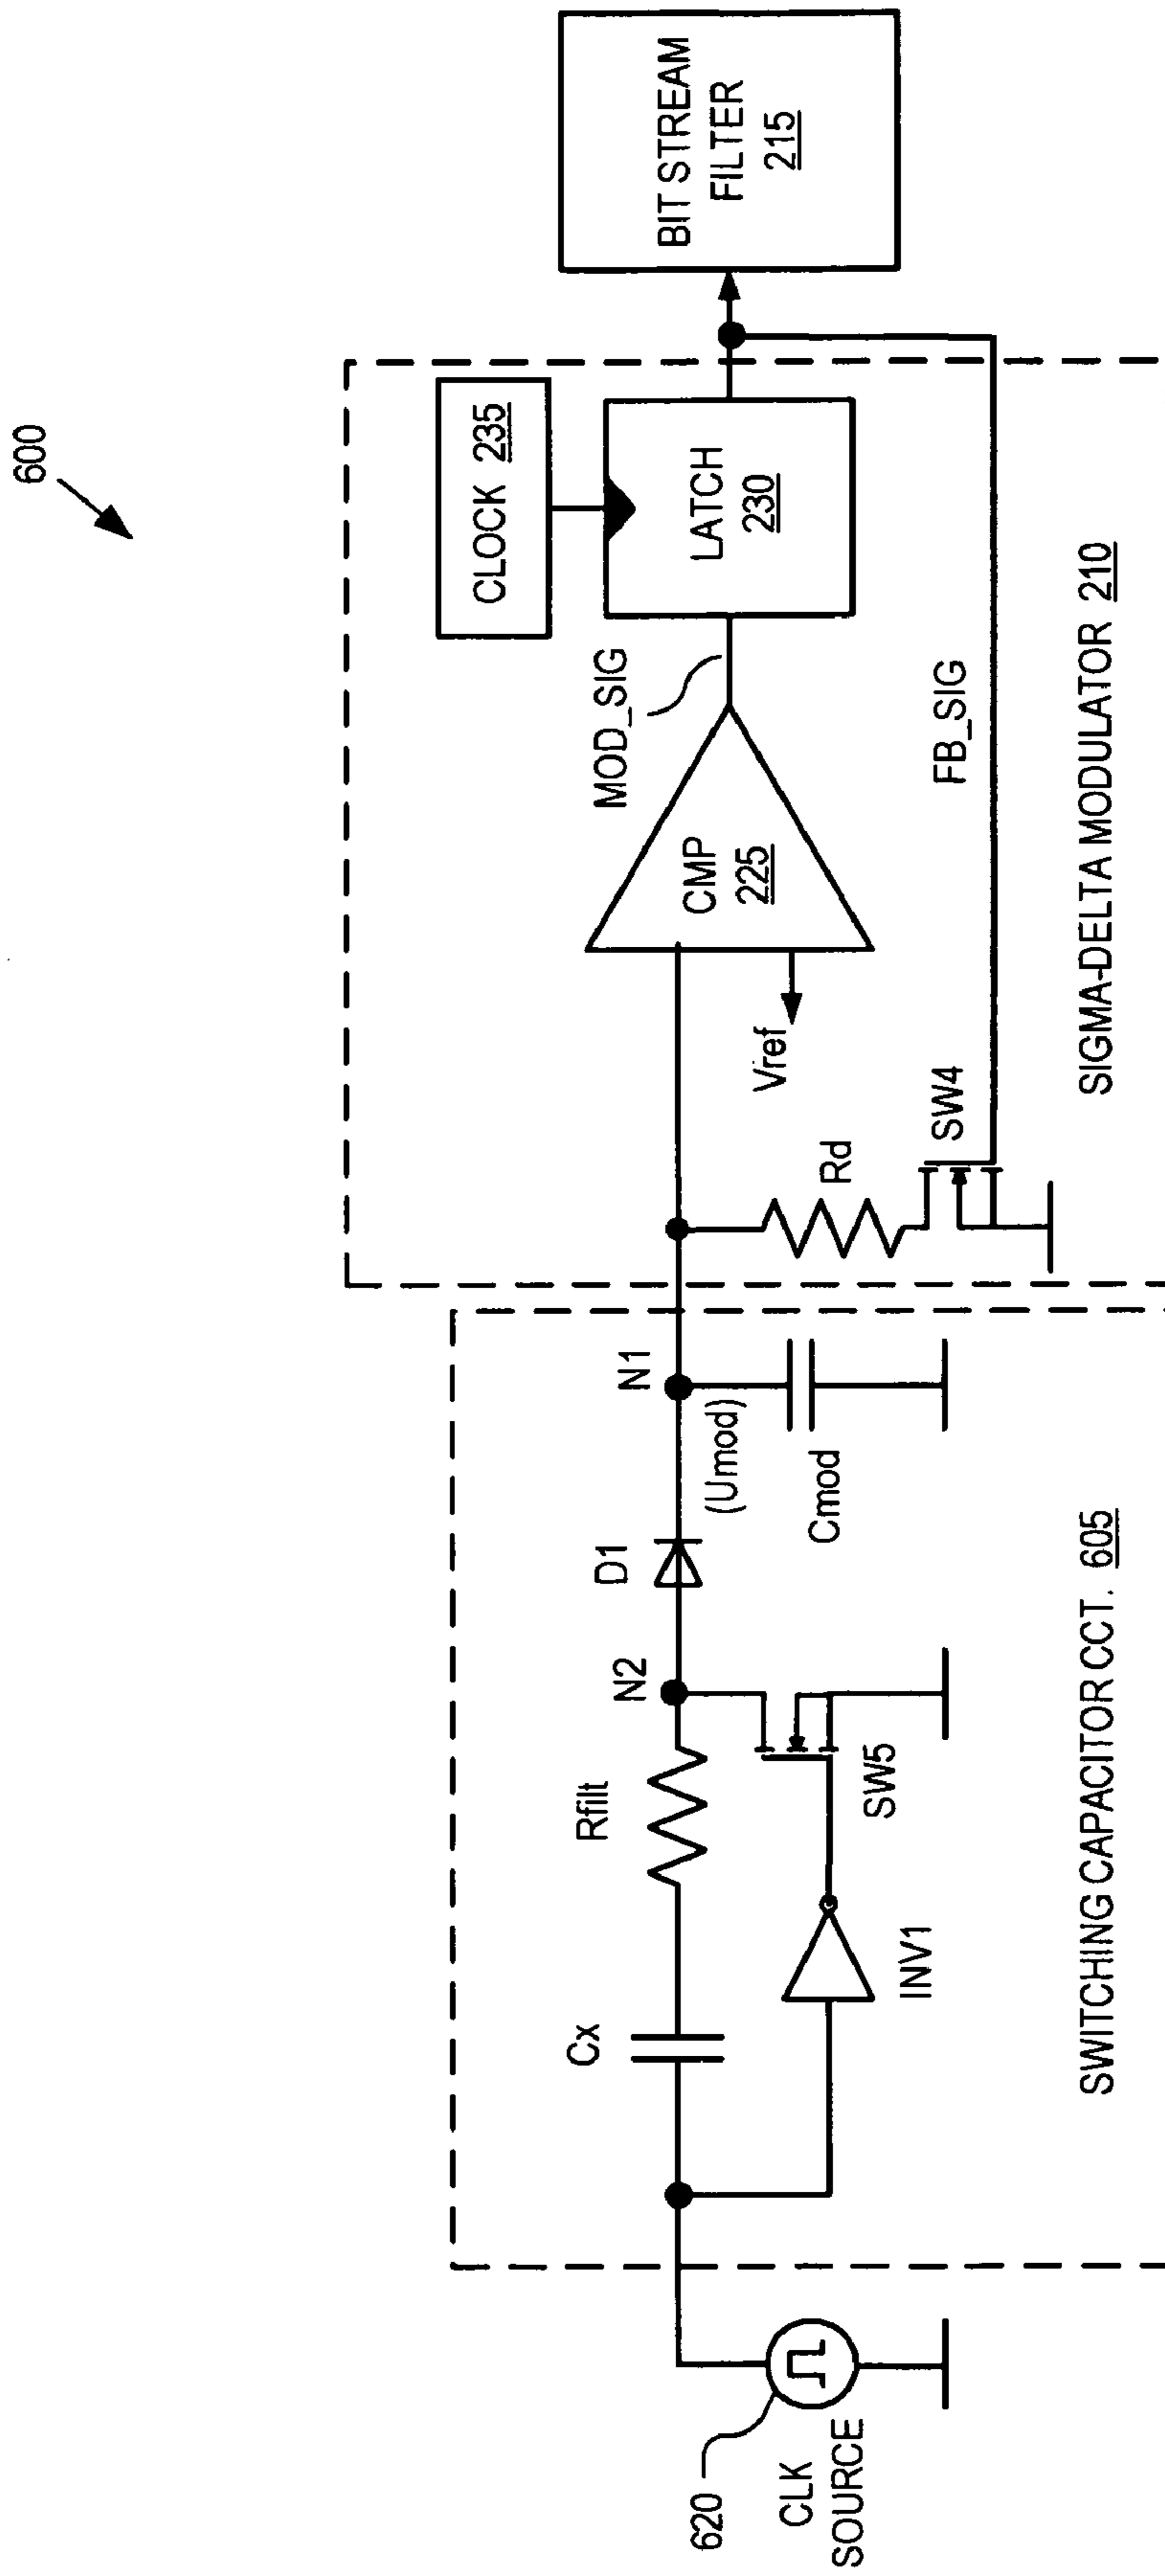 600
620
CLK
SOURCE
Cx
Rfilt
N2
D1
N1
(Umod)
Cmod
INV1
SW5
SWITCHING CAPACITOR CCT. 605
Rd
SW4
Vref
CMP
225
MOD_SIG
CLOCK 235
LATCH
230
FB_SIG
SIGMA-DELTA MODULATOR 210
BIT STREAM
FILTER
215